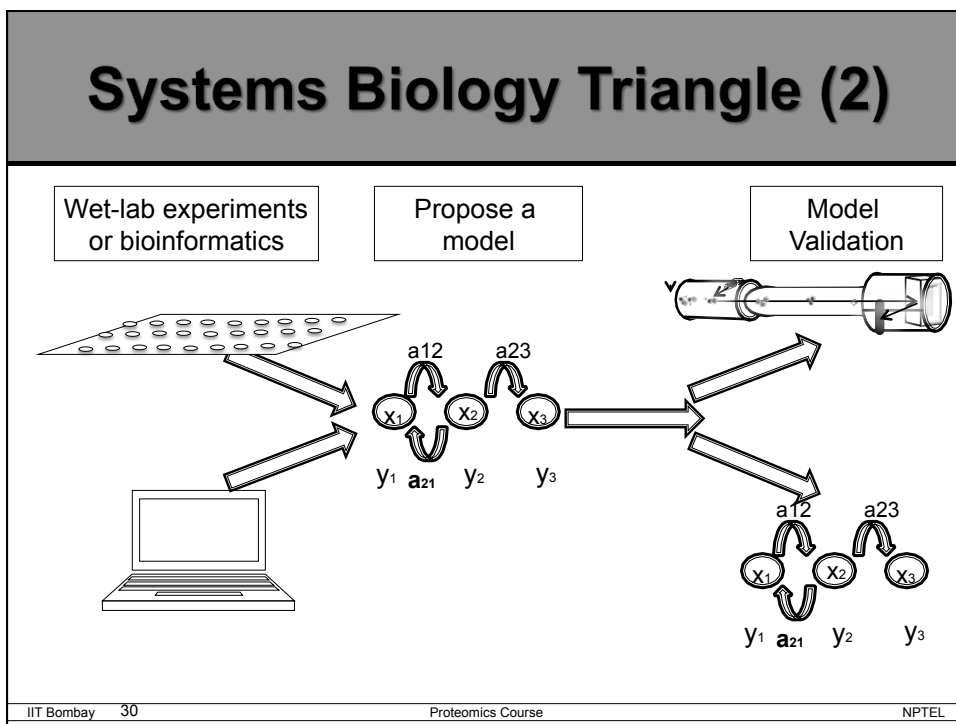 Systems Biology Triangle (2)
Wet-lab experiments
or bioinformatics
Propose a
model
Model
Validation
V
a12 a23
x1 x2 x3
y1 a21 y2 y3
a12 a23
x1 x2 x3
y1 a21 y2 y3
IIT Bombay 30 Proteomics Course NPTEL